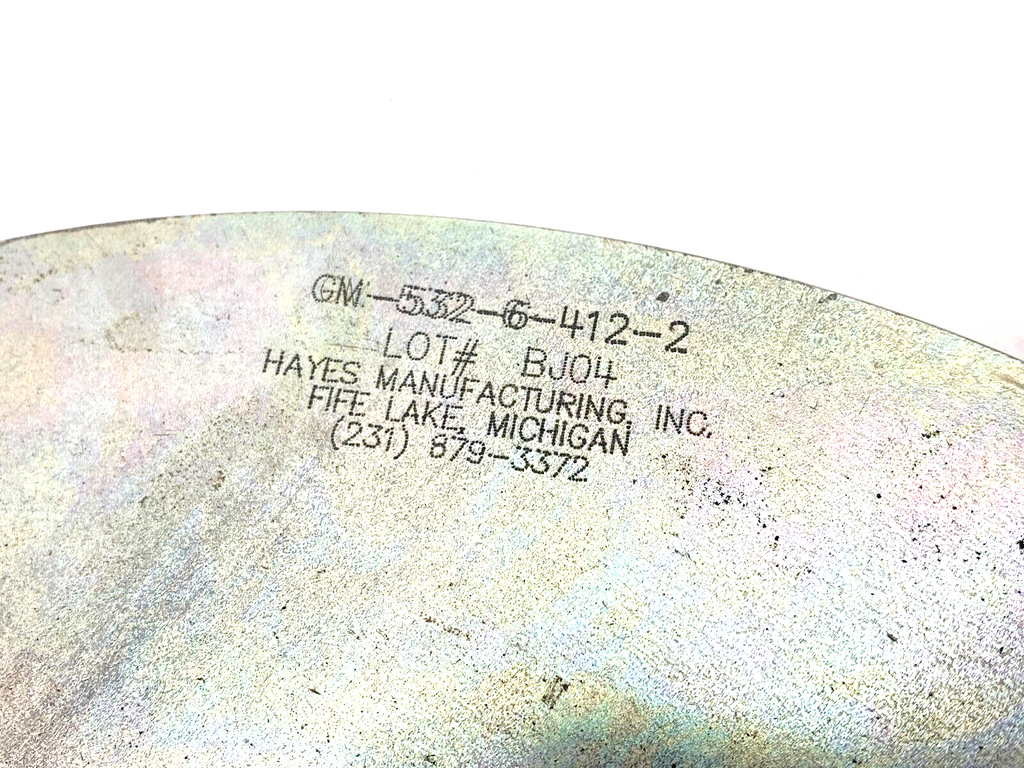 GM-532-6-412-2
LOT# BJ04
HAYES MANUFACTURING, INC.
FIFE LAKE, MICHIGAN
(231) 879-3372